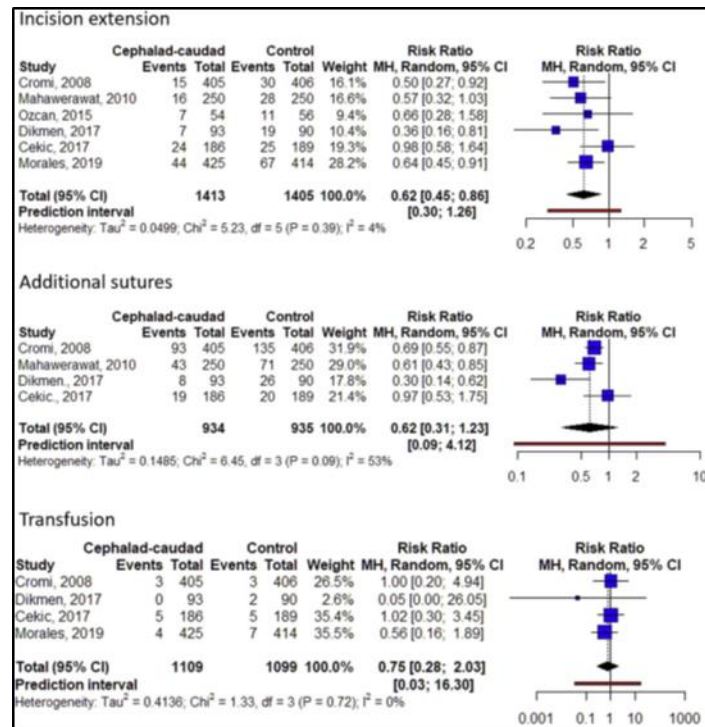 Incision extension
Cephalad-caudad Control Risk Ratio Risk Ratio
Study Events Total Events Total Weight MH, Random, 95% CI MH, Random, 95% CI
Cromi, 2008 15 405 30 406 16.1% 0.50 [0.27; 0.92]
Mahawerawat, 2010 16 250 28 250 16.6% 0.57 [0.32; 1.03]
Ozcan, 2015 7 54 11 56 9.4% 0.66 [0.28; 1.58]
Dikmen, 2017 7 93 19 90 9.7% 0.36 [0.16; 0.81]
Cekic, 2017 24 186 25 189 19.9% 0.98 [0.58; 1.64]
Morales, 2019 44 425 67 414 28.2% 0.64 [0.45; 0.91]
Total (95% CI) 1413 1405 100.0% 0.62 [0.45; 0.86]
Prediction interval [0.30; 1.26]
Heterogeneity: Tau² = 0.0499; Chi² = 5.23, df = 5 (P = 0.39); I² = 4%
0.2 0.5 1 2 5
Additional sutures
Cephalad-caudad Control Risk Ratio Risk Ratio
Study Events Total Events Total Weight MH, Random, 95% CI MH, Random, 95% CI
Cromi, 2008 93 405 135 406 31.9% 0.69 [0.55; 0.87]
Mahawerawat, 2010 43 250 71 250 29.0% 0.61 [0.43; 0.85]
Dikmen., 2017 8 93 26 90 17.8% 0.30 [0.14; 0.62]
Cekic., 2017 19 186 20 189 21.4% 0.97 [0.53; 1.75]
Total (95% CI) 934 935 100.0% 0.62 [0.31; 1.23]
Prediction interval [0.09; 4.12]
Heterogeneity: Tau² = 0.1485; Chi² = 6.45, df = 3 (P = 0.09); I² = 53%
0.1 0.5 1 2 10
Transfusion
Cephalad-caudad Control Risk Ratio Risk Ratio
Study Events Total Events Total Weight MH, Random, 95% CI MH, Random, 95% CI
Cromi, 2008 3 405 3 406 26.5% 1.00 [0.20; 4.94]
Dikmen, 2017 0 93 2 90 2.6% 0.05 [0.00; 26.05]
Cekic, 2017 5 186 5 189 35.4% 1.02 [0.30; 3.45]
Morales, 2019 4 425 7 414 35.5% 0.56 [0.16; 1.89]
Total (95% CI) 1109 1099 100.0% 0.75 [0.28; 2.03]
Prediction interval [0.03; 16.30]
Heterogeneity: Tau² = 0.4136; Chi² = 1.33, df = 3 (P = 0.72); I² = 0%
0.001 0.1 1 10 1000